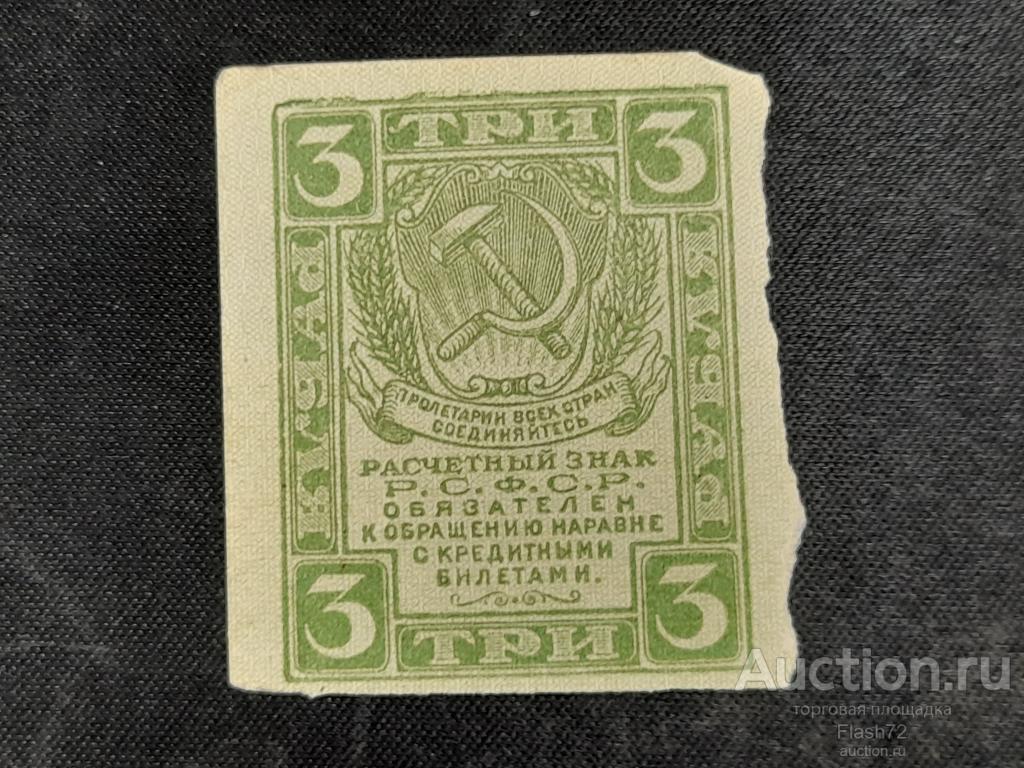 3 ТРИ 3
РУБЛЯ
РУБЛЯ
ПРОЛЕТАРИИ ВСЕХ СТРАН
СОЕДИНЯЙТЕСЬ
РАСЧЕТНЫЙ ЗНАК
Р.С.Ф.С.Р.
ОБЯЗАТЕЛЕН
К ОБРАЩЕНИЮ НАРАВНЕ
С КРЕДИТНЫМИ
БИЛЕТАМИ.
3 ТРИ 3
Auction.ru
торговая площадка
Flash72
auction.ru